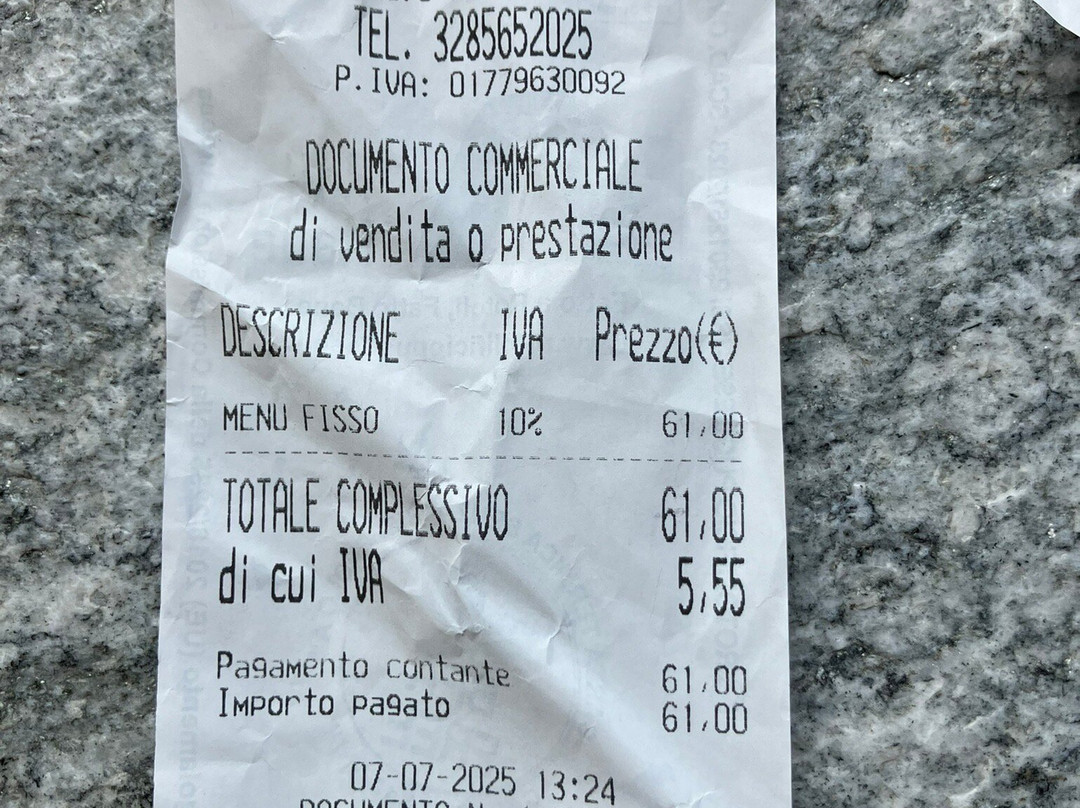 TEL. 3285652025
P.IVA: 01779630092
DOCUMENTO COMMERCIALE
di vendita o prestazione
DESCRIZIONE IVA Prezzo(€)
MENU FISSO 10% 61,00
TOTALE COMPLESSIVO 61,00
di cui IVA 5,55
Pagamento contante 61,00
Importo pagato 61,00
07-07-2025 13:24
DOCUMENTO N.